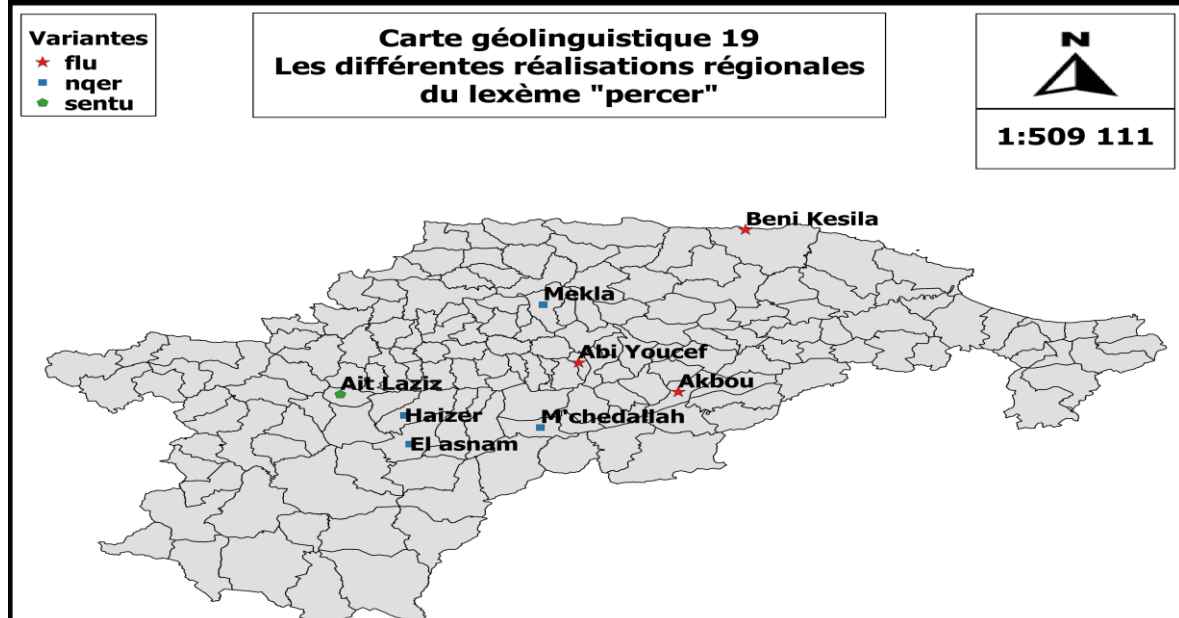 Variantes
flu
nqer
sentu
Carte géolinguistique 19
Les différentes réalisations régionales
du lexème "percer"
N
1:509 111
Beni Kesila
Mekla
Abi Youcef
Akbou
Ait Laziz
Haizer
M'chedallah
El asnam